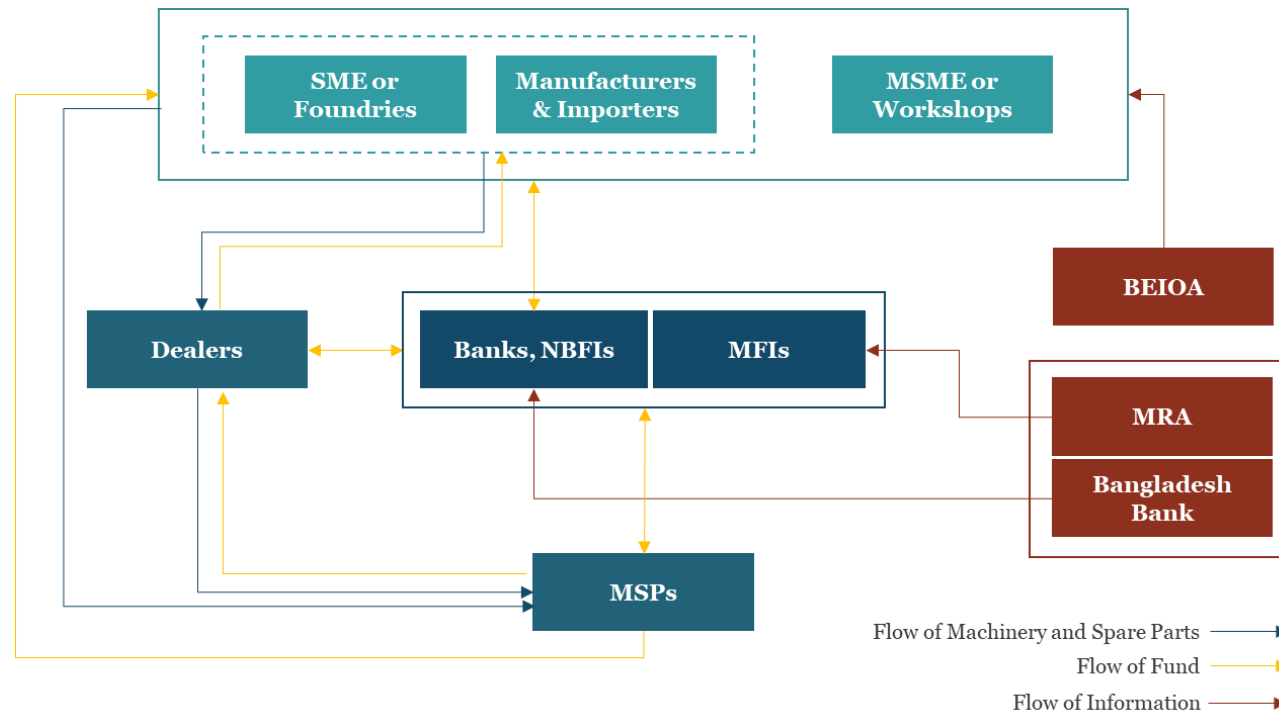 SME or
Foundries
Manufacturers
& Importers
MSME or
Workshops
BEIOA
Dealers
Banks, NBFIs
MFIs
MRA
Bangladesh
Bank
MSPs
Flow of Machinery and Spare Parts
Flow of Fund
Flow of Information